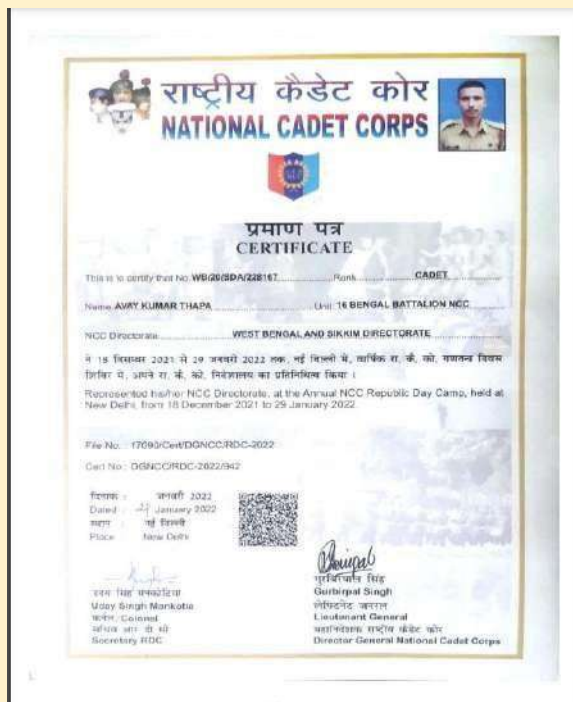 राष्ट्रीय कैडेट कोर
NATIONAL CADET CORPS
प्रमाण पत्र
CERTIFICATE
This is to certify that No. WB/20/SDA/228167 Rank CADET
Name AVAY KUMAR THAPA Unit 16 BENGAL BATTALION NCC
NCC Directorate WEST BENGAL AND SIKKIM DIRECTORATE
ने 18 दिसम्बर 2021 से 29 जनवरी 2022 तक, नई दिल्ली में, वार्षिक रा. कै. को. गणतन्त्र दिवस
शिविर में, अपने रा. कै. को. निदेशालय का प्रतिनिधित्व किया ।
Represented his/her NCC Directorate, at the Annual NCC Republic Day Camp, held at
New Delhi, from 18 December 2021 to 29 January 2022.
File No. : 17090/Cert/DGNCC/RDC-2022
Cert No : DGNCC/RDC-2022/942
दिनांक : जनवरी 2022
Dated : January 2022
स्थान : नई दिल्ली
Place New Delhi
उदय सिंह मनकोटिया
Uday Singh Mankotia
कर्नल/Colonel
सचिव आर डी सी
Secretary RDC
गुरबिरपाल सिंह
Gurbirpal Singh
लेफ्टिनेंट जनरल
Lieutenant General
महानिदेशक राष्ट्रीय कैडेट कोर
Director General National Cadet Corps